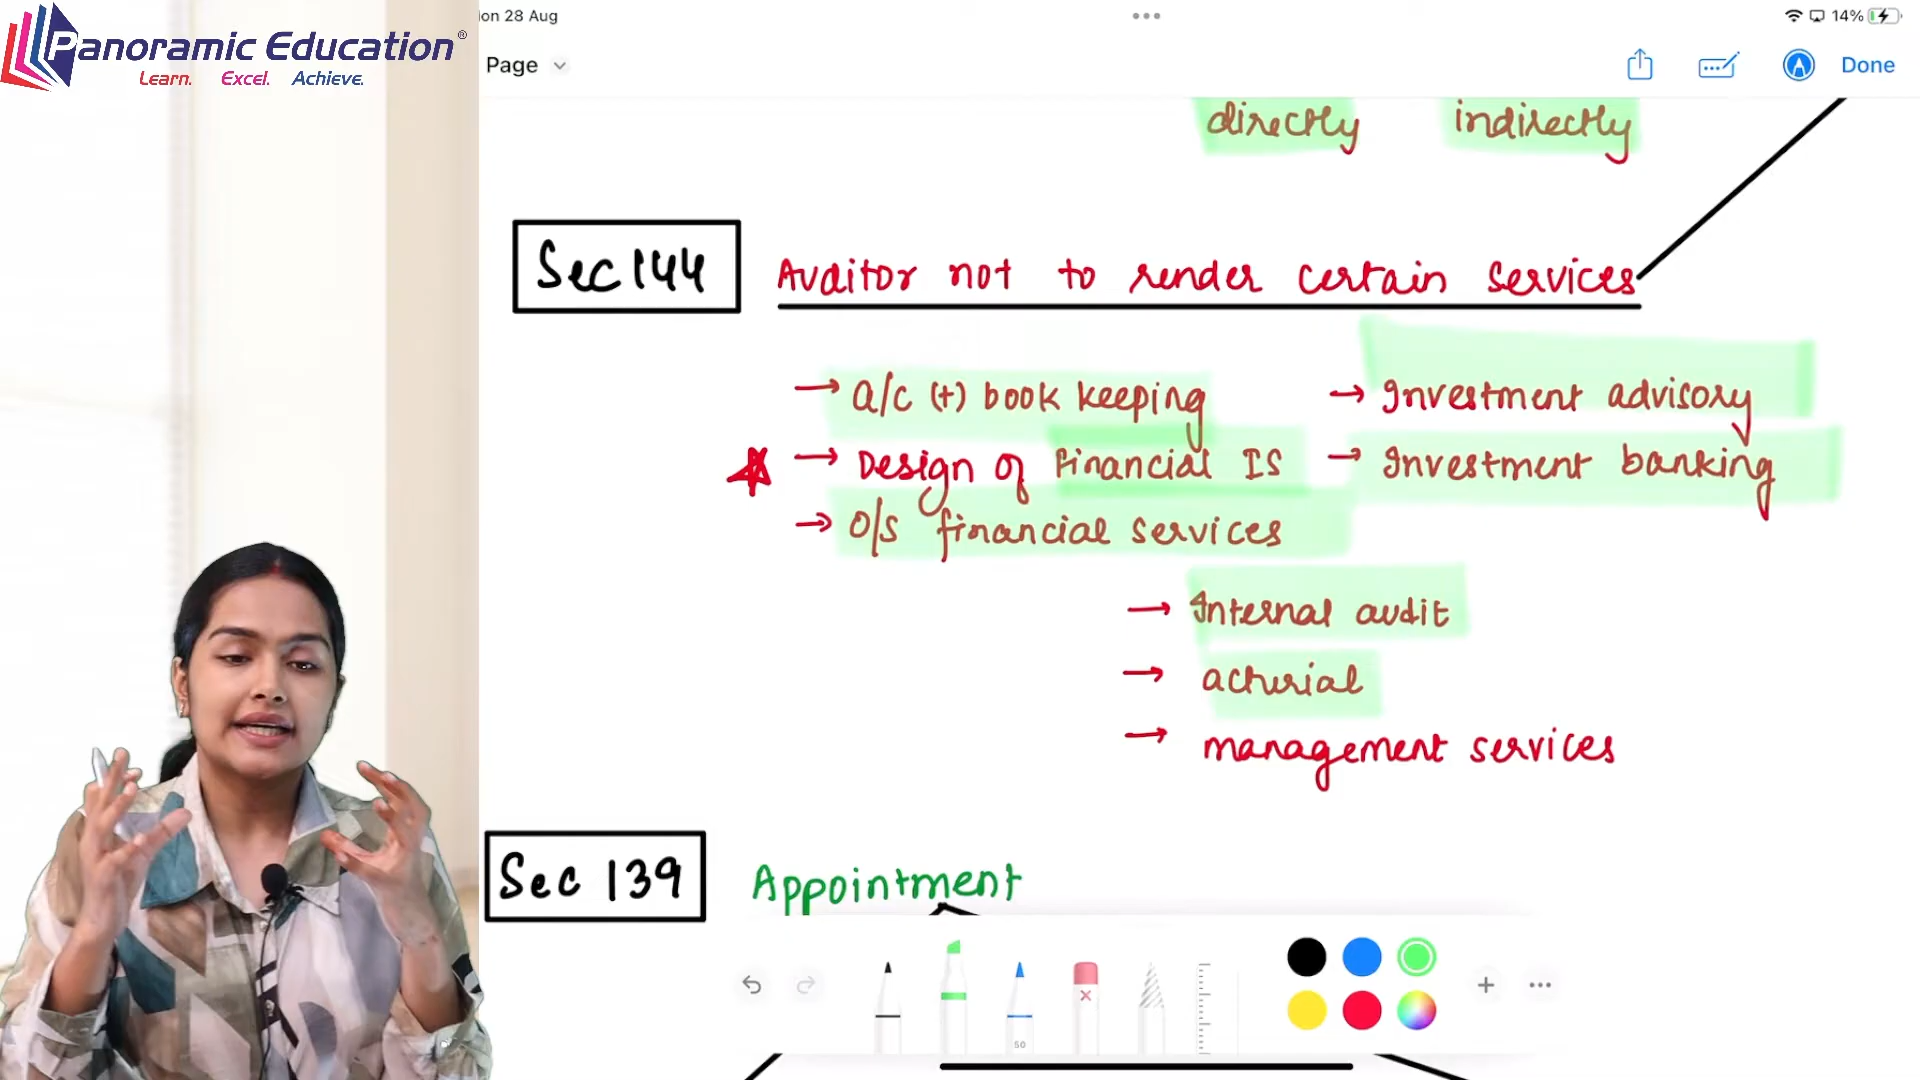 Panoramic Education®
Learn. Excel. Achieve.
on 28 Aug
14%
Page
Done
directly indirectly
Sec 144
Auditor not to render certain services
→ a/c (+) book keeping
→ Investment advisory
→ Design of Financial IS
→ Investment banking
→ O/S financial services
→ Internal audit
→ acturial
→ management services
Sec 139
Appointment
50